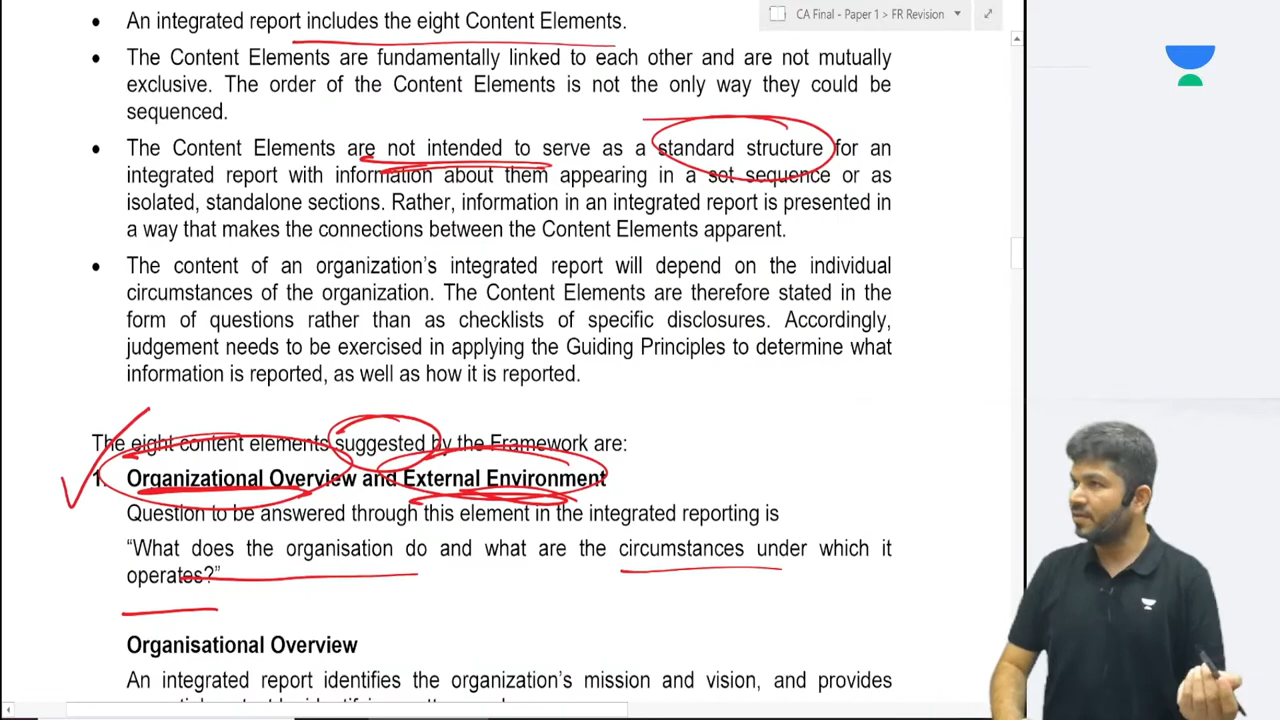 CA Final - Paper 1 > FR Revision
• An integrated report includes the eight Content Elements.
• The Content Elements are fundamentally linked to each other and are not mutually
exclusive. The order of the Content Elements is not the only way they could be
sequenced.
• The Content Elements are not intended to serve as a standard structure for an
integrated report with information about them appearing in a set sequence or as
isolated, standalone sections. Rather, information in an integrated report is presented in
a way that makes the connections between the Content Elements apparent.
• The content of an organization's integrated report will depend on the individual
circumstances of the organization. The Content Elements are therefore stated in the
form of questions rather than as checklists of specific disclosures. Accordingly,
judgement needs to be exercised in applying the Guiding Principles to determine what
information is reported, as well as how it is reported.
The eight content elements suggested by the Framework are:
1. Organizational Overview and External Environment
Question to be answered through this element in the integrated reporting is
“What does the organisation do and what are the circumstances under which it
operates?”
Organisational Overview
An integrated report identifies the organization's mission and vision, and provides